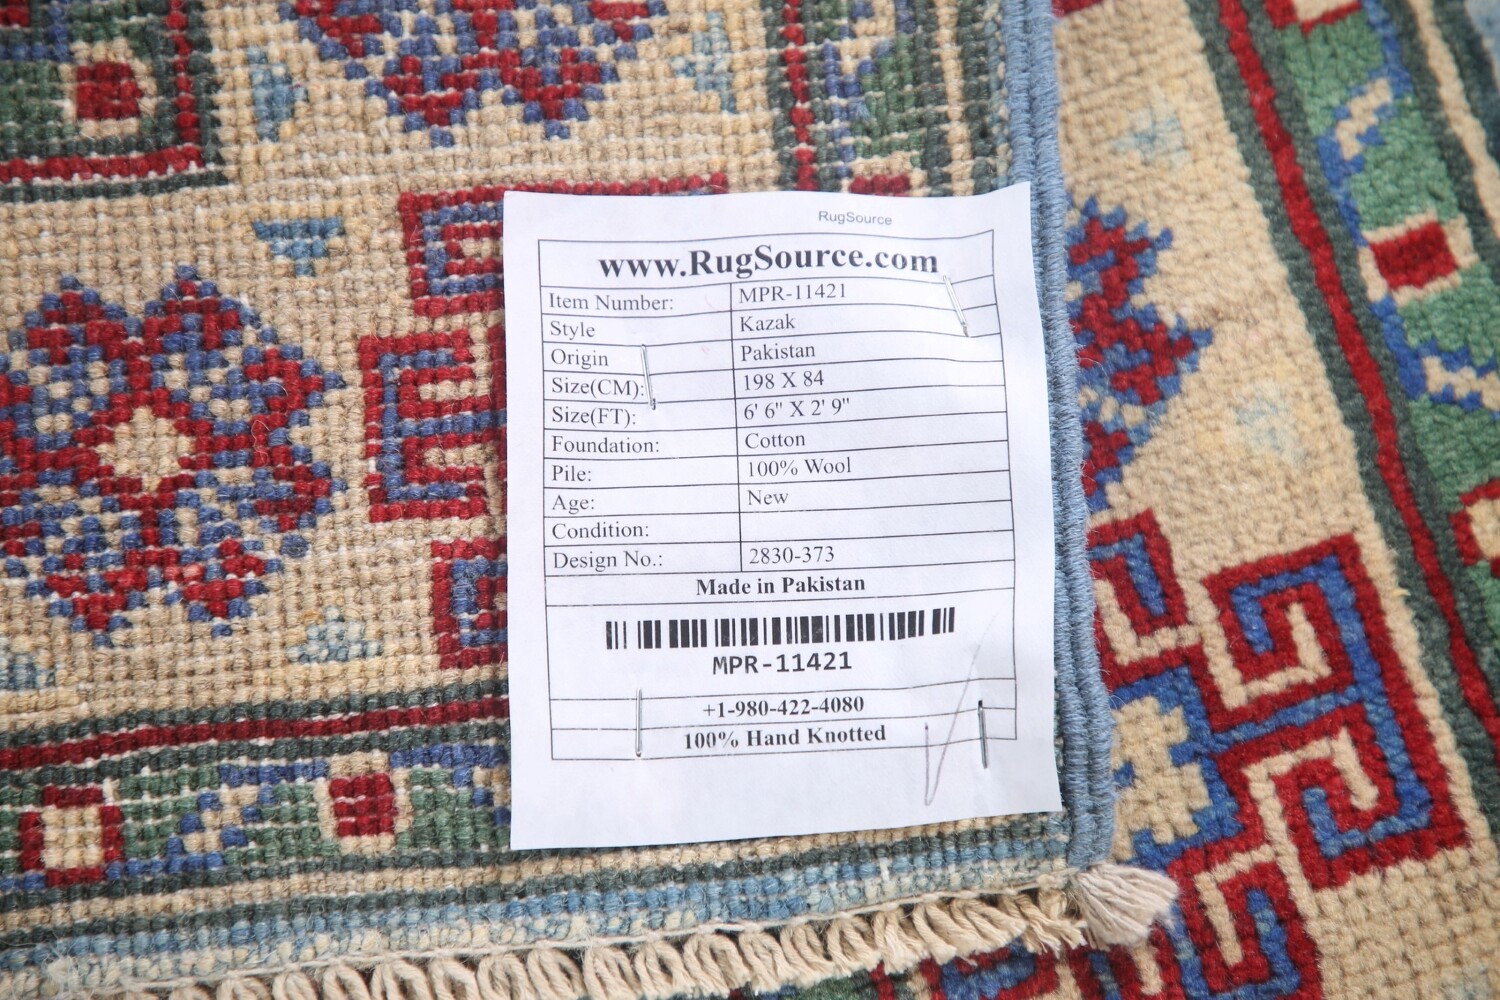 RugSource
www.RugSource.com
Item Number: MPR-11421
Style Kazak
Origin Pakistan
Size(CM): 198 X 84
Size(FT): 6' 6" X 2' 9"
Foundation: Cotton
Pile: 100% Wool
Age: New
Condition:
Design No.: 2830-373
Made in Pakistan
MPR-11421
+1-980-422-4080
100% Hand Knotted